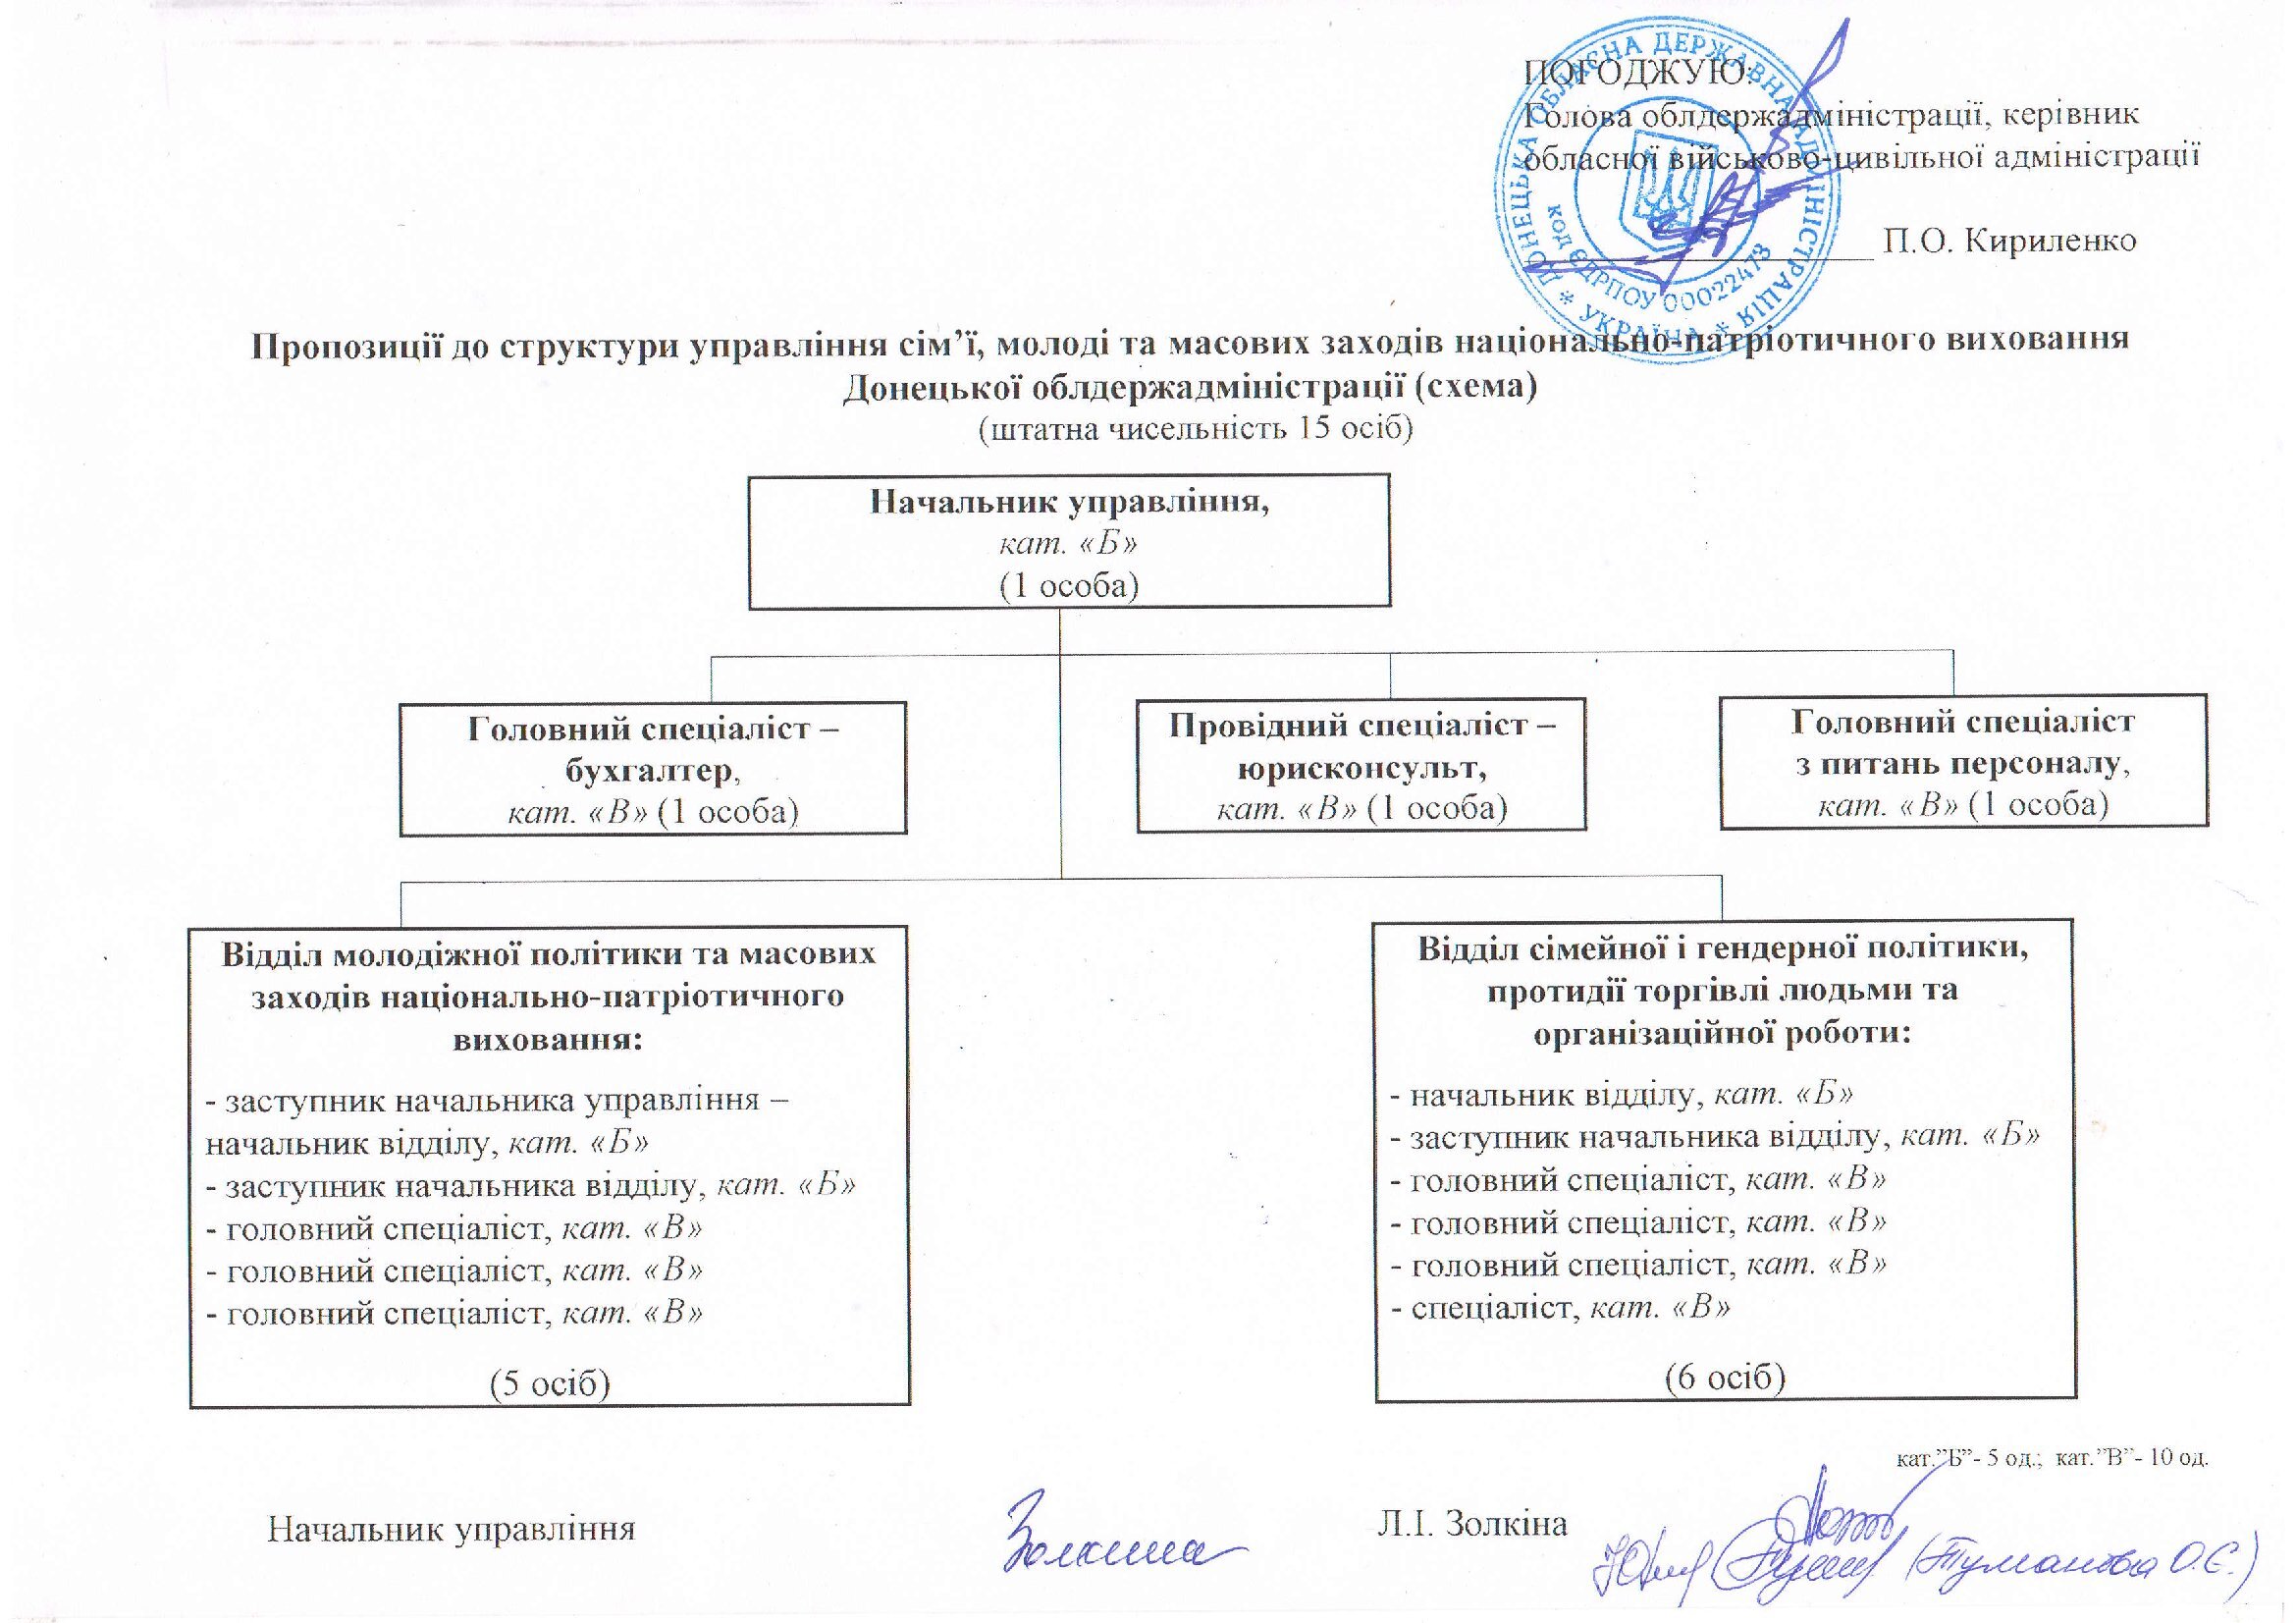 ПОГОДЖУЮ:
Голова облдержадміністрації, керівник
обласної військово-цивільної адміністрації
П.О. Кириленко
ДОНЕЦЬКА ОБЛАСНА ДЕРЖАВНА АДМІНІСТРАЦІЯ * УКРАЇНА *
код ЄДРПОУ 00022473
Пропозиції до структури управління сім’ї, молоді та масових заходів національно-патріотичного виховання
Донецької облдержадміністрації (схема)
(штатна чисельність 15 осіб)
Начальник управління,
кат. «Б»
(1 особа)
Головний спеціаліст –
бухгалтер,
кат. «В» (1 особа)
Провідний спеціаліст –
юрисконсульт,
кат. «В» (1 особа)
Головний спеціаліст
з питань персоналу,
кат. «В» (1 особа)
Відділ молодіжної політики та масових
заходів національно-патріотичного
виховання:
- заступник начальника управління –
начальник відділу, кат. «Б»
- заступник начальника відділу, кат. «Б»
- головний спеціаліст, кат. «В»
- головний спеціаліст, кат. «В»
- головний спеціаліст, кат. «В»
(5 осіб)
Відділ сімейної і гендерної політики,
протидії торгівлі людьми та
організаційної роботи:
- начальник відділу, кат. «Б»
- заступник начальника відділу, кат. «Б»
- головний спеціаліст, кат. «В»
- головний спеціаліст, кат. «В»
- головний спеціаліст, кат. «В»
- спеціаліст, кат. «В»
(6 осіб)
кат.”Б”- 5 од.; кат.”В”- 10 од.
Начальник управління
Л.І. Золкіна
(Туманова О.Є.)